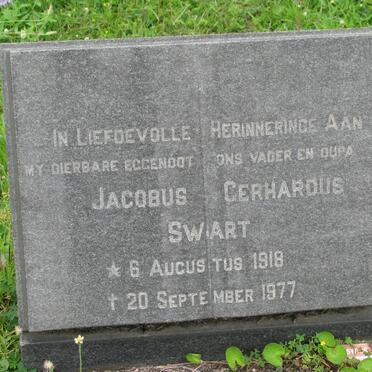 IN LIEFDEVOLLE HERINNERINGE AAN
MY DIERBARE EGGENOOT ONS VADER EN OUPA
JACOBUS GERHARDUS
SWART
★ 6 AUGUSTUS 1918
† 20 SEPTEMBER 1977